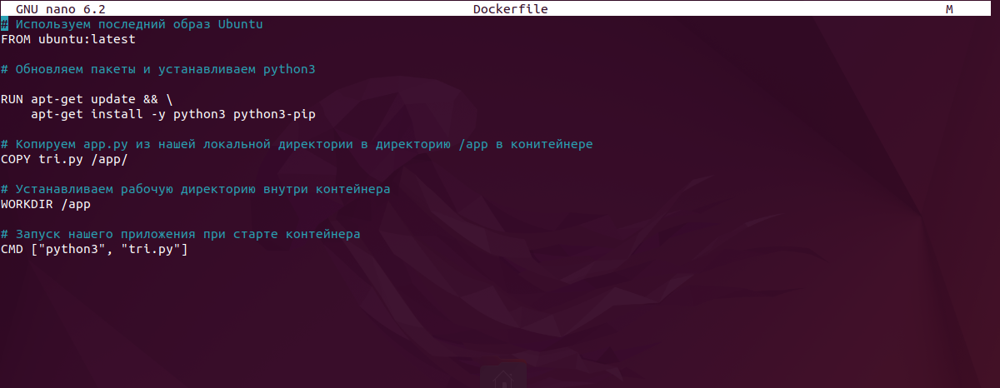 GNU nano 6.2 Dockerfile M
# Используем последний образ Ubuntu
FROM ubuntu:latest
# Обновляем пакеты и устанавливаем python3
RUN apt-get update && \
apt-get install -y python3 python3-pip
# Копируем app.py из нашей локальной директории в директорию /app в конитейнере
COPY tri.py /app/
# Устанавливаем рабочую директорию внутри контейнера
WORKDIR /app
# Запуск нашего приложения при старте контейнера
CMD ["python3", "tri.py"]